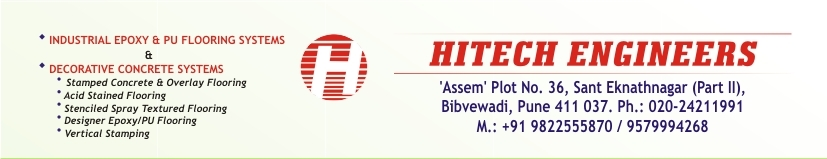 INDUSTRIAL EPOXY & PU FLOORING SYSTEMS
&
DECORATIVE CONCRETE SYSTEMS
Stamped Concrete & Overlay Flooring
Acid Stained Flooring
Stenciled Spray Textured Flooring
Designer Epoxy/PU Flooring
Vertical Stamping
H
HITECH ENGINEERS
'Assem' Plot No. 36, Sant Eknathnagar (Part II),
Bibvewadi, Pune 411 037. Ph.: 020-24211991
M.: +91 9822555870 / 9579994268